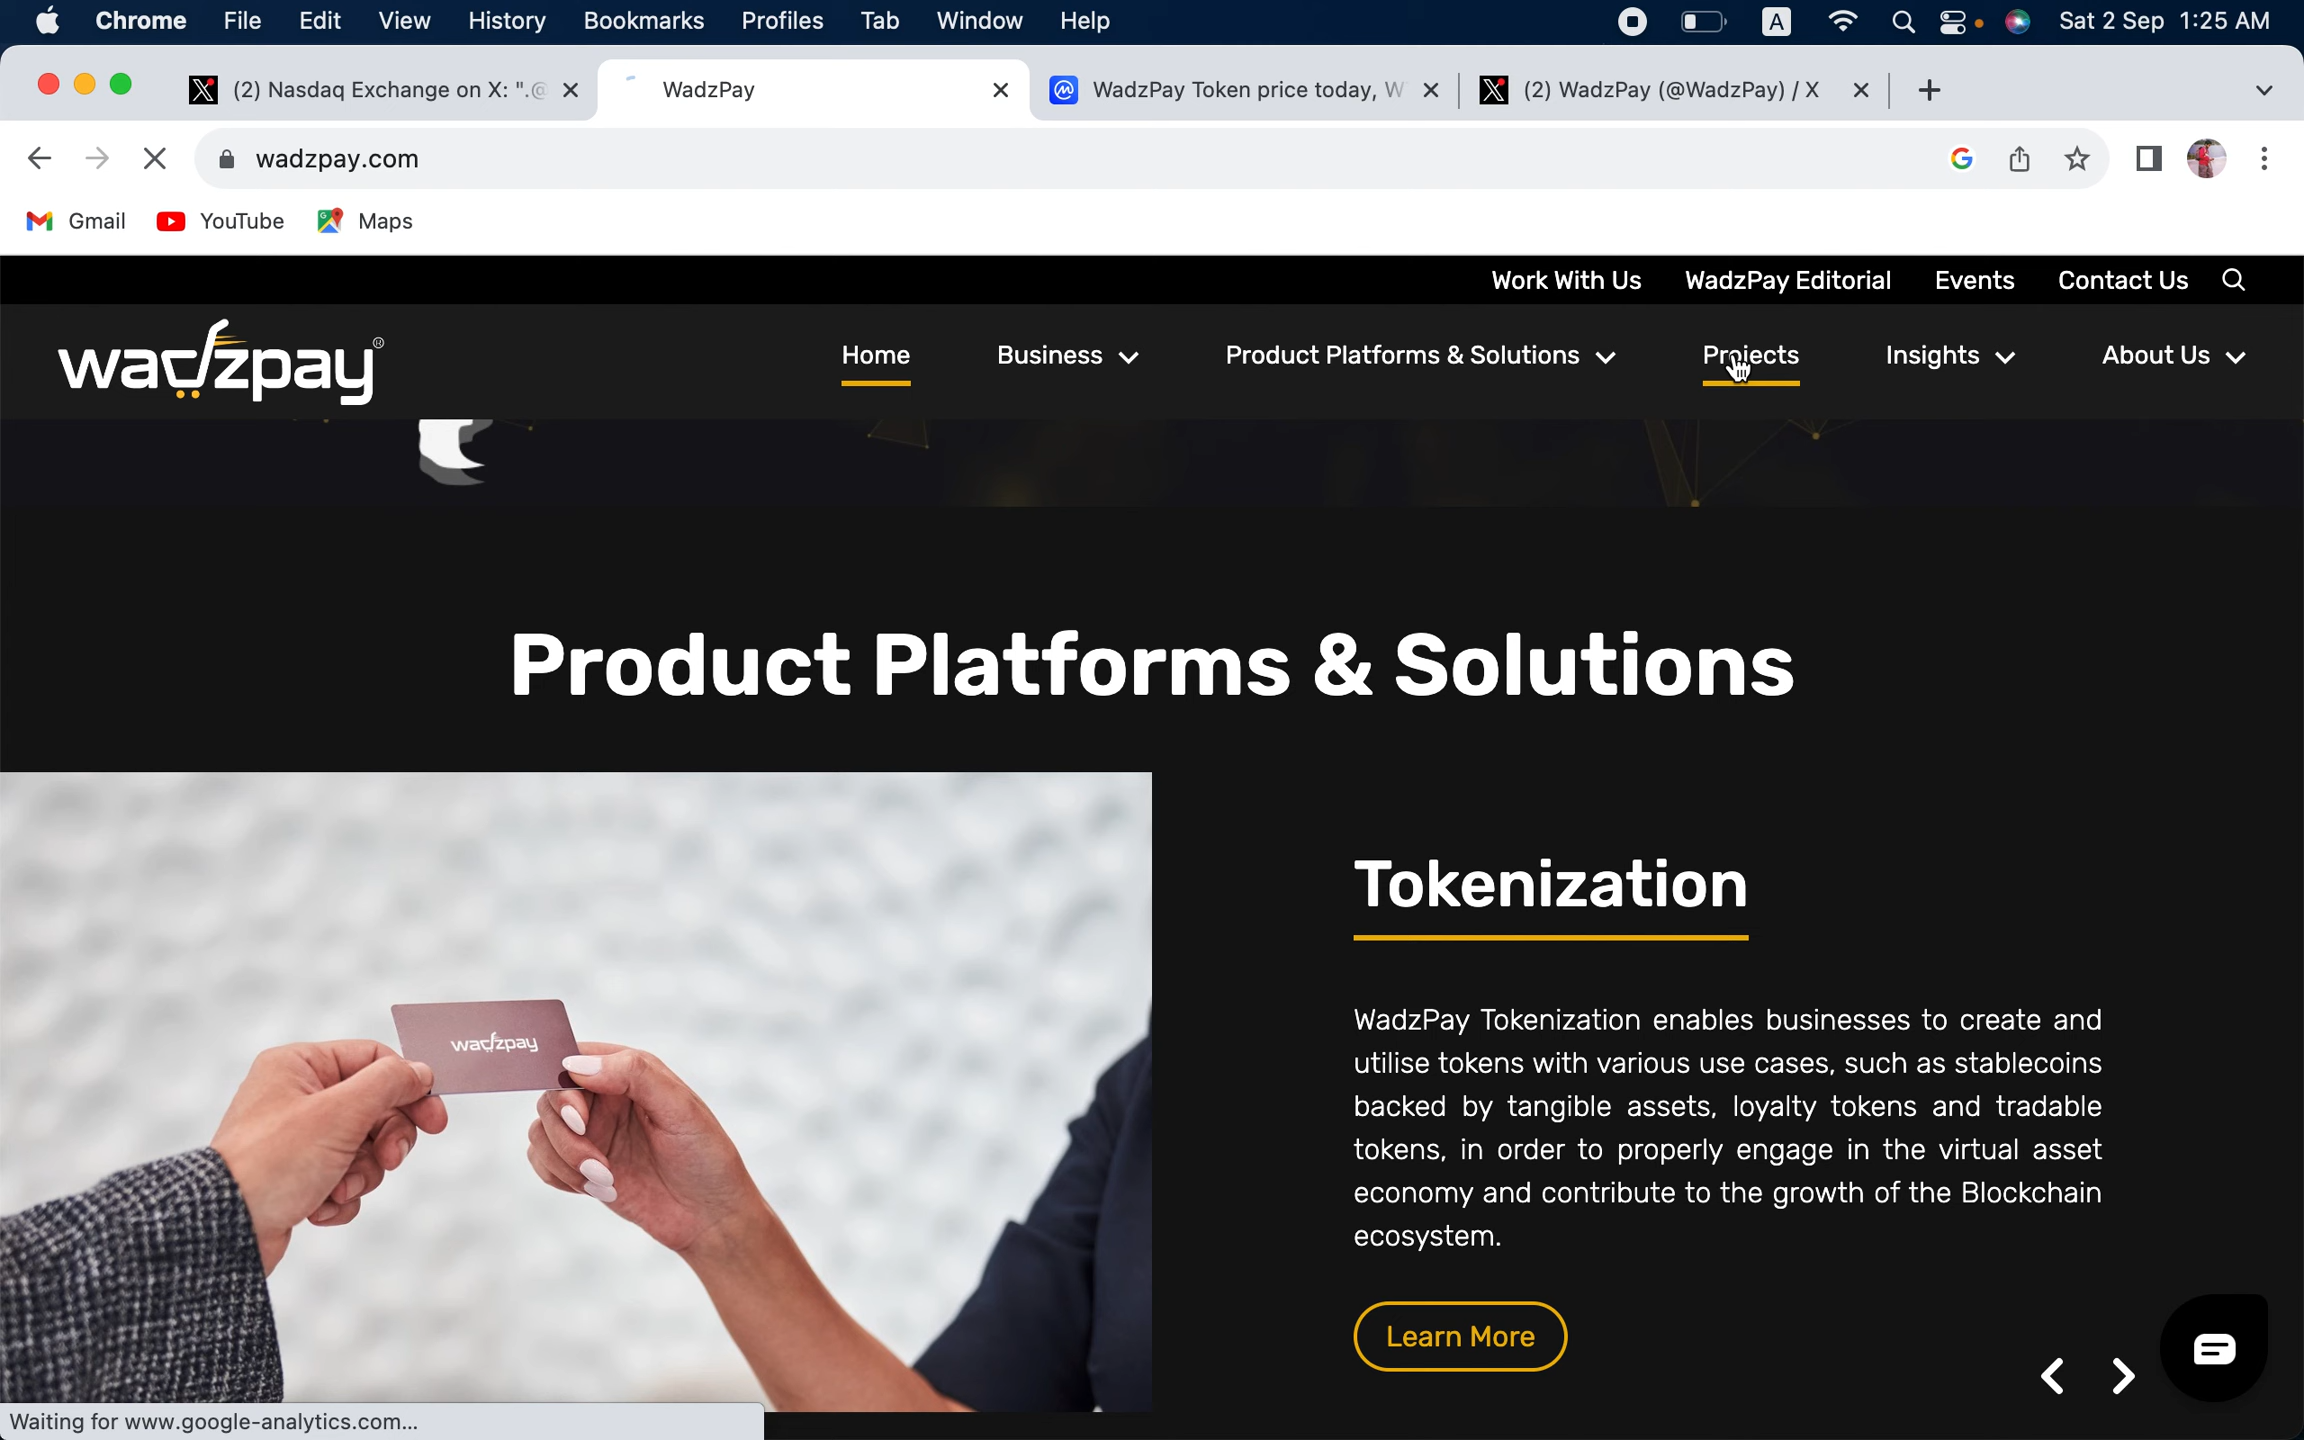 Chrome File Edit View History Bookmarks Profiles Tab Window Help A Sat 2 Sep 1:25 AM
(2) Nasdaq Exchange on X: ".@ WadzPay WadzPay Token price today, W (2) WadzPay (@WadzPay) / X
wadzpay.com
Gmail YouTube Maps
Work With Us WadzPay Editorial Events Contact Us
wadzpay® Home Business Product Platforms & Solutions Projects Insights About Us
Product Platforms & Solutions
Tokenization
WadzPay Tokenization enables businesses to create and
utilise tokens with various use cases, such as stablecoins
backed by tangible assets, loyalty tokens and tradable
tokens, in order to properly engage in the virtual asset
economy and contribute to the growth of the Blockchain
ecosystem.
wadzpay
Learn More
Waiting for www.google-analytics.com...